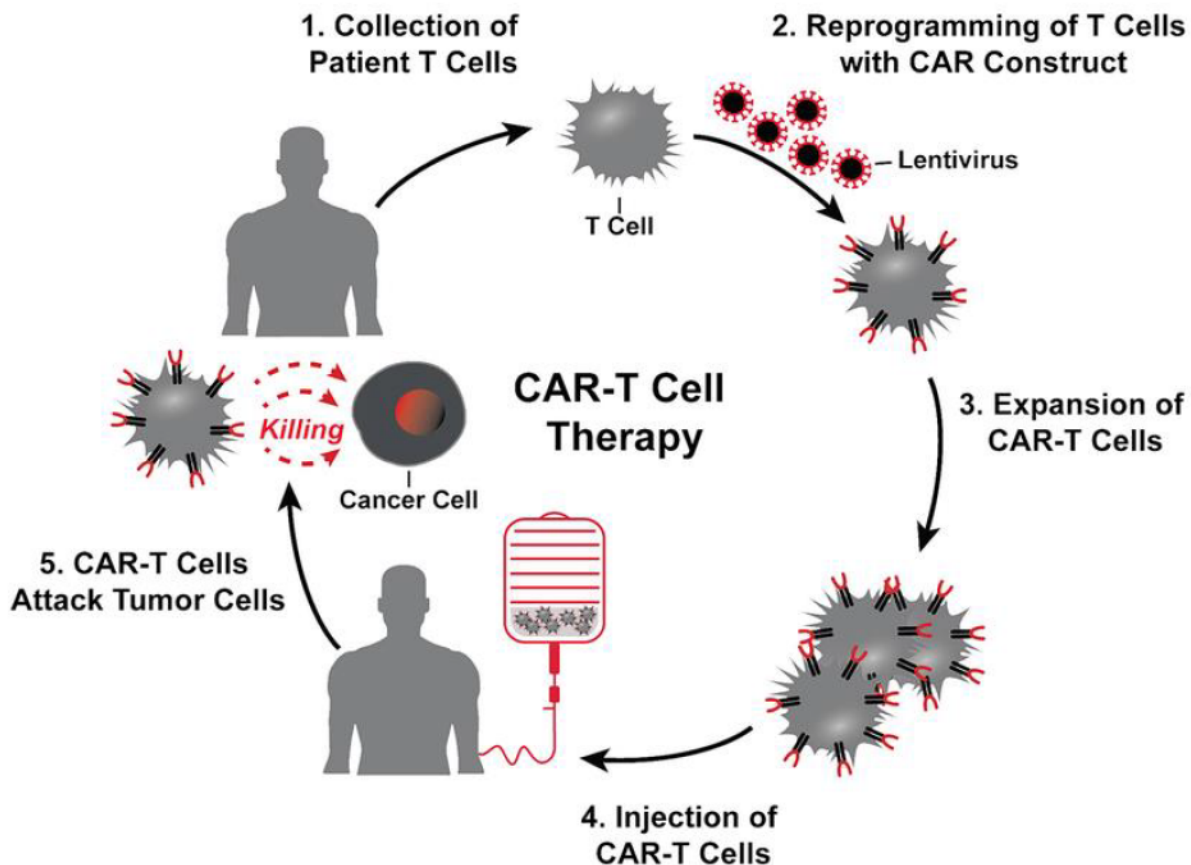 1. Collection of
Patient T Cells
2. Reprogramming of T Cells
with CAR Construct
Lentivirus
T Cell
3. Expansion of
CAR-T Cells
CAR-T Cell
Therapy
Killing
Cancer Cell
5. CAR-T Cells
Attack Tumor Cells
4. Injection of
CAR-T Cells